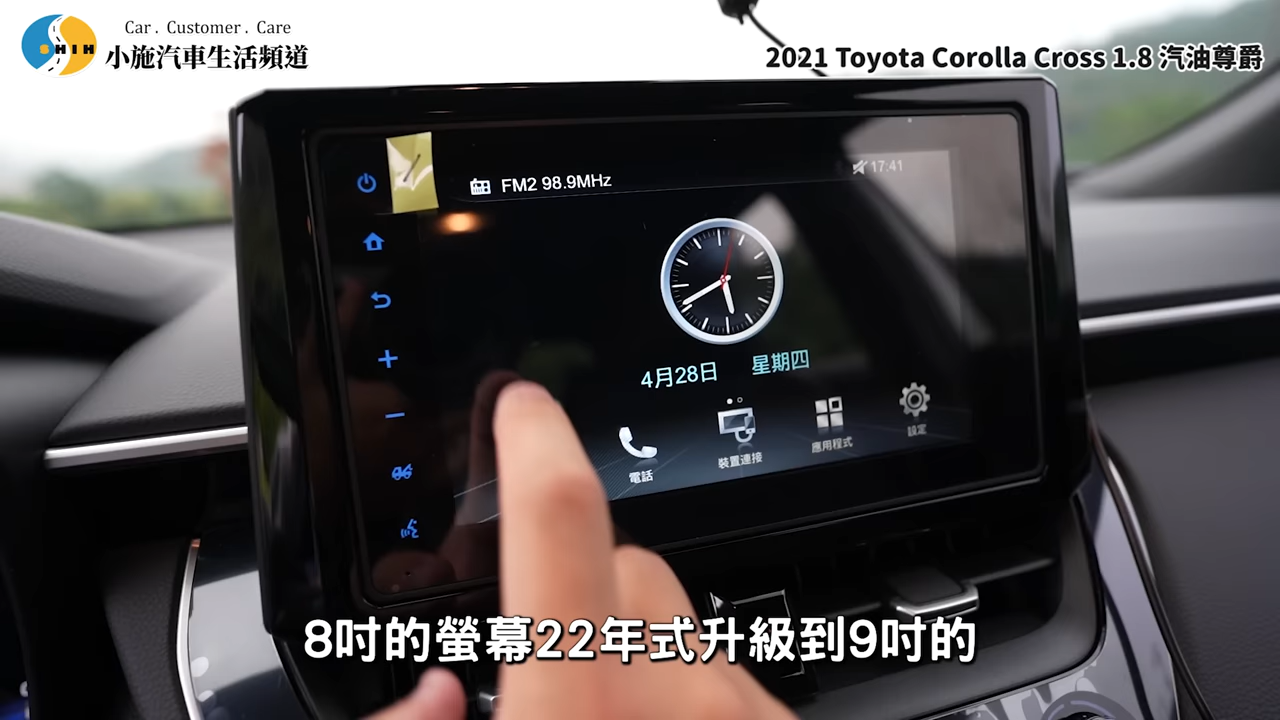 Car . Customer . Care
SHIH
小施汽車生活頻道
2021 Toyota Corolla Cross 1.8 汽油尊爵
FM2 98.9MHz
17:41
4月28日 星期四
電話
裝置連接
應用程式
設定
8吋的螢幕22年式升級到9吋的